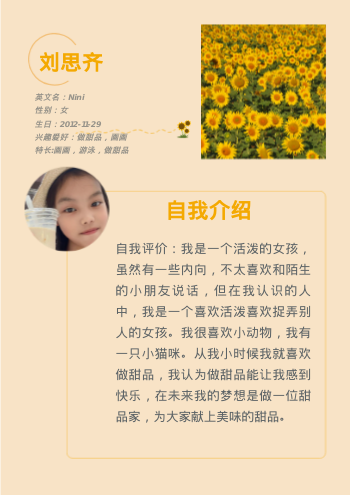 刘思齐
英文名：Nini
性别：女
生日：2012-11-29
兴趣爱好：做甜品，画画
特长:画画，游泳，做甜品
自我介绍
自我评价：我是一个活泼的女孩，
虽然有一些内向，不太喜欢和陌生
的小朋友说话，但在我认识的人
中，我是一个喜欢活泼喜欢捉弄别
人的女孩。我很喜欢小动物，我有
一只小猫咪。从我小时候我就喜欢
做甜品，我认为做甜品能让我感到
快乐，在未来我的梦想是做一位甜
品家，为大家献上美味的甜品。